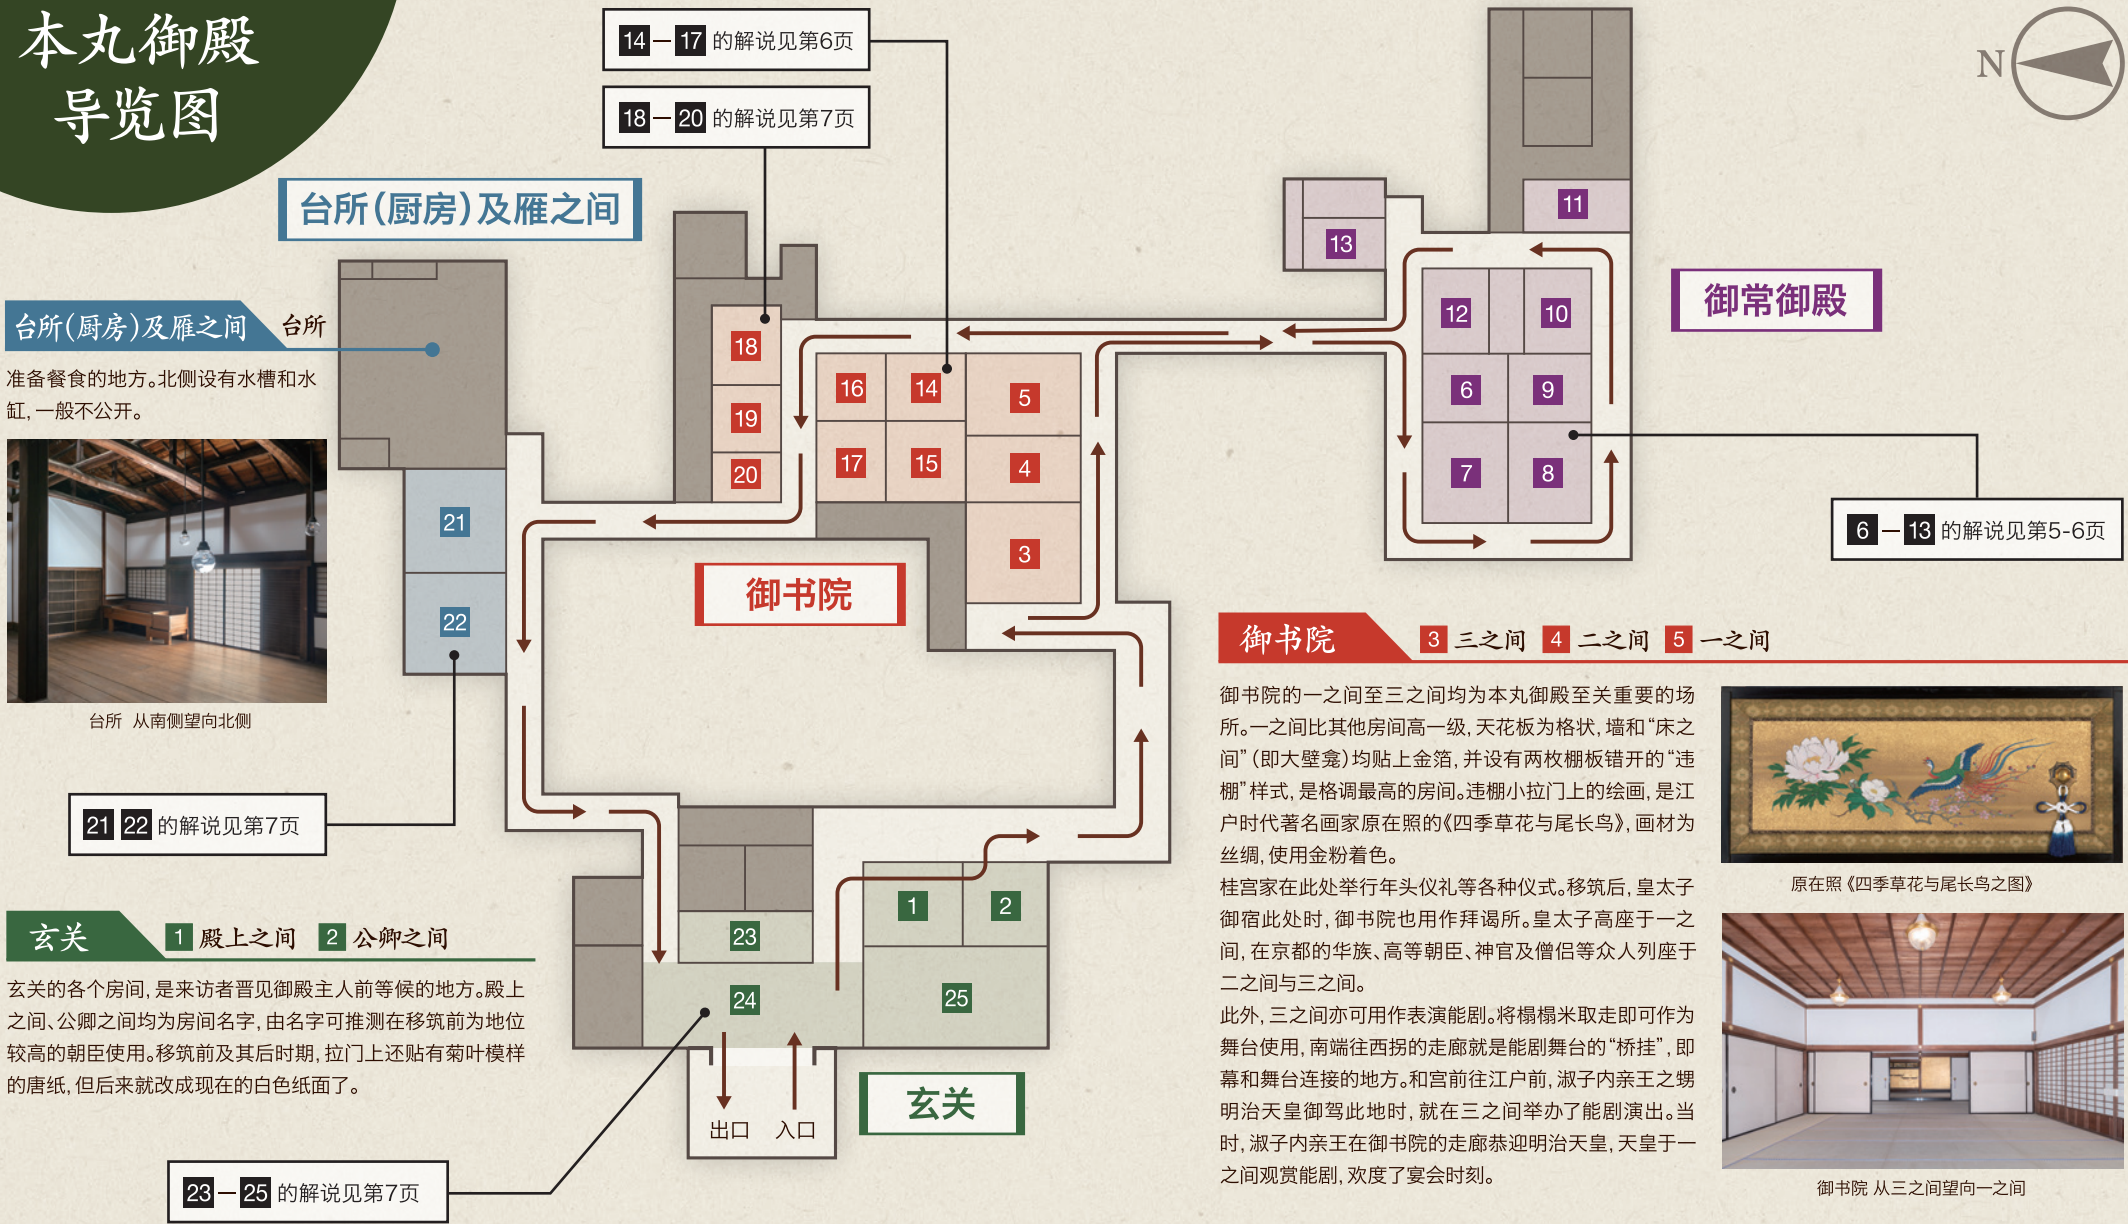 本丸御殿
导览图
14－17 的解说见第6页
18－20 的解说见第7页
N
台所（厨房）及雁之间
台所（厨房）及雁之间 台所
准备餐食的地方。北侧设有水槽和水
缸，一般不公开。
台所 从南侧望向北侧
21 22 的解说见第7页
玄关 1 殿上之间 2 公卿之间
玄关的各个房间，是来访者晋见御殿主人前等候的地方。殿上
之间、公卿之间均为房间名字，由名字可推测在移筑前为地位
较高的朝臣使用。移筑前及其后时期，拉门上还贴有菊叶模样
的唐纸，但后来就改成现在的白色纸面了。
23－25 的解说见第7页
18
19
20
16
14
5
17
15
4
3
21
22
御书院
13
11
12
10
6
9
7
8
御常御殿
6－13 的解说见第5-6页
1
2
23
24
25
出口
入口
玄关
御书院 3 三之间 4 二之间 5 一之间
御书院的一之间至三之间均为本丸御殿至关重要的场
所。一之间比其他房间高一级，天花板为格状，墙和“床之
间”（即大壁龛）均贴上金箔，并设有两枚棚板错开的“违
棚”样式，是格调最高的房间。违棚小拉门上的绘画，是江
户时代著名画家原在照的《四季草花与尾长鸟》，画材为
丝绸，使用金粉着色。
桂宫家在此处举行年头仪礼等各种仪式。移筑后，皇太子
御宿此处时，御书院也用作拜谒所。皇太子高座于一之
间，在京都的华族、高等朝臣、神官及僧侣等众人列座于
二之间与三之间。
此外，三之间亦可用作表演能剧。将榻榻米取走即可作为
舞台使用，南端往西拐的走廊就是能剧舞台的“桥挂”，即
幕和舞台连接的地方。和宫前往江户前，淑子内亲王之甥
明治天皇御驾此地时，就在三之间举办了能剧演出。当
时，淑子内亲王在御书院的走廊恭迎明治天皇，天皇于一
之间观赏能剧，欢度了宴会时刻。
原在照《四季草花与尾长鸟之图》
御书院 从三之间望向一之间